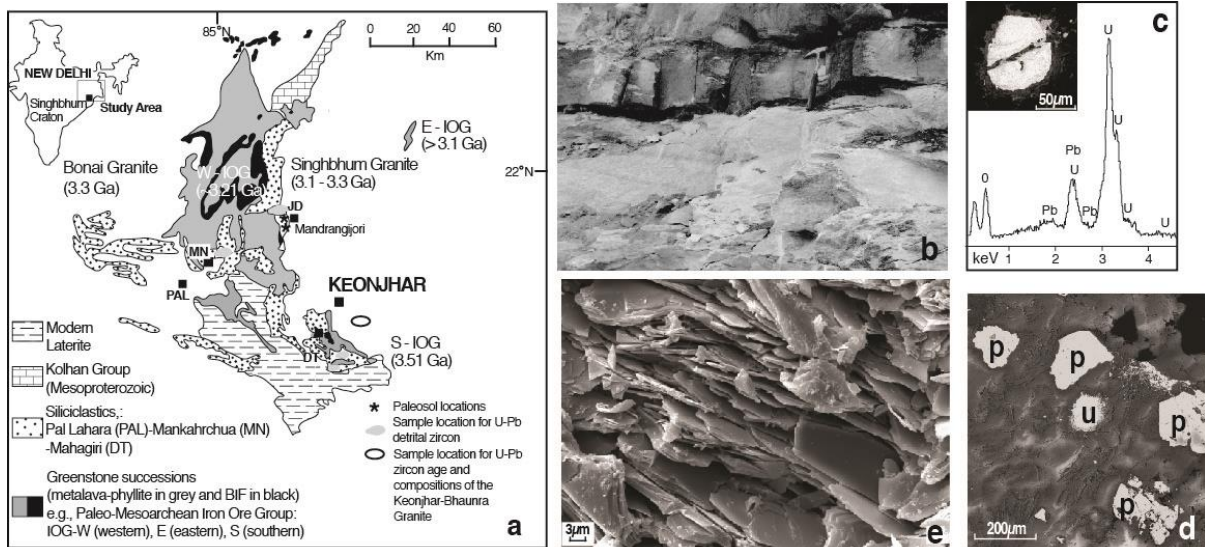 85°N
0 20 40 60
Km
NEW DELHI
Singhbhum
Craton
Study Area
E - IOG
(> 3.1 Ga)
Bonai Granite
(3.3 Ga)
W - IOG
(~3.21 Ga)
Singhbhum Granite
(3.1 - 3.3 Ga)
22°N
JD
Mandrangijori
MN
PAL
KEONJHAR
S - IOG
(3.51 Ga)
DT
Modern
Laterite
Kolhan Group
(Mesoproterozoic)
Siliciclastics,:
Pal Lahara (PAL)-Mankahrchua (MN)
-Mahagiri (DT)
Greenstone successions
(metalava-phyllite in grey and BIF in black)
e.g., Paleo-Mesoarchean Iron Ore Group:
IOG-W (western), E (eastern), S (southern)
* Paleosol locations
Sample location for U-Pb
detrital zircon
Sample location for U-Pb
zircon age and
compositions of the
Keonjhar-Bhaunra
Granite
a
b
c
50µm
U
U
Pb
U
0
Pb
Pb
U
U
keV 1 2 3 4
e
3µm
p
p
u
p
p
200µm
d